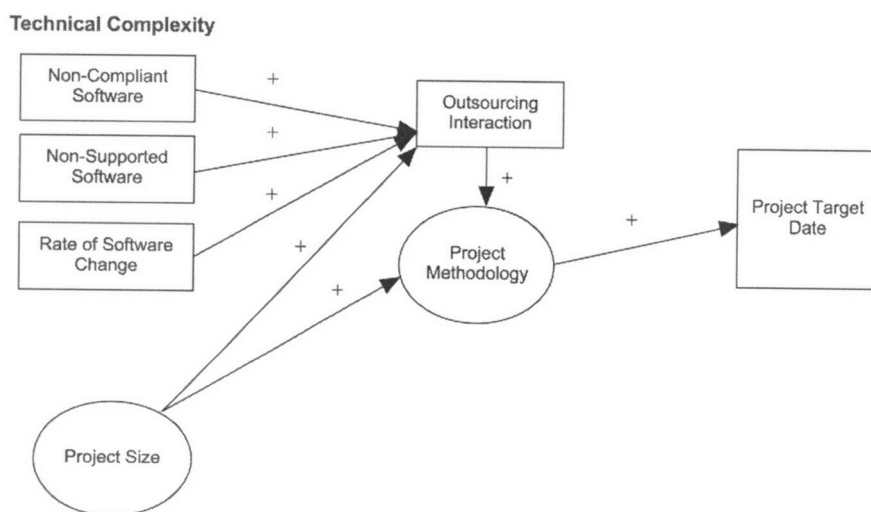 Technical Complexity
Non-Compliant
Software
+
Outsourcing
Interaction
+
Non-Supported
Software
+
+
Rate of Software
Change
+
+
+
Project
Methodology
Project Target
Date
Project Size